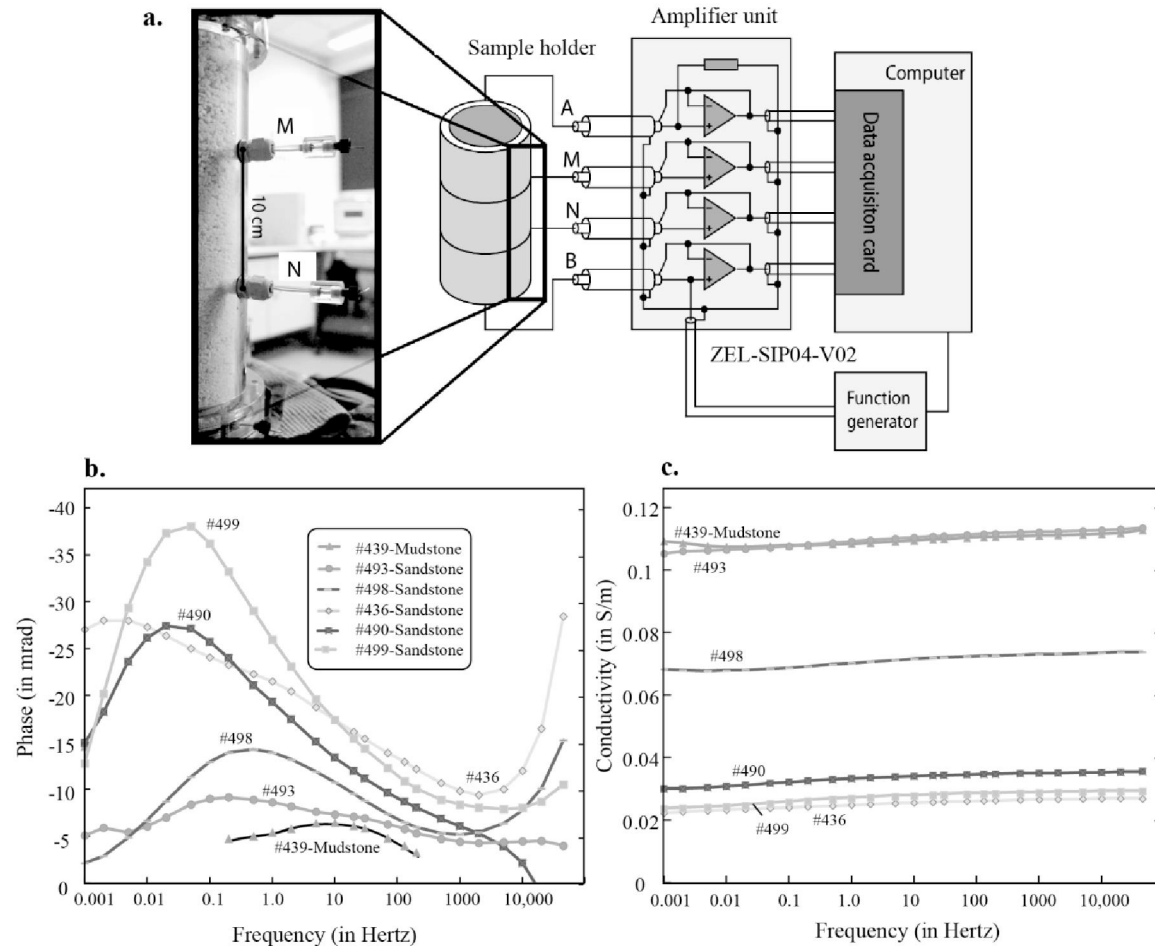 a.
Amplifier unit
Sample holder
Computer
Data acquisiton card
A
M
N
B
M
10 cm
N
ZEL-SIP04-V02
Function
generator
b.
-40
-35
-30
-25
-20
-15
-10
-5
0
Phase (in mrad)
#499
#490
#498
#493
#436
#439-Mudstone
#439-Mudstone
#493-Sandstone
#498-Sandstone
#436-Sandstone
#490-Sandstone
#499-Sandstone
0.001 0.01 0.1 1.0 10 100 1000 10,000
Frequency (in Hertz)
c.
0.12
0.10
0.08
0.06
0.04
0.02
0
Conductivity (in S/m)
#439-Mudstone
#493
#498
#490
#499
#436
0.001 0.01 0.1 1.0 10 100 1000 10,000
Frequency (in Hertz)